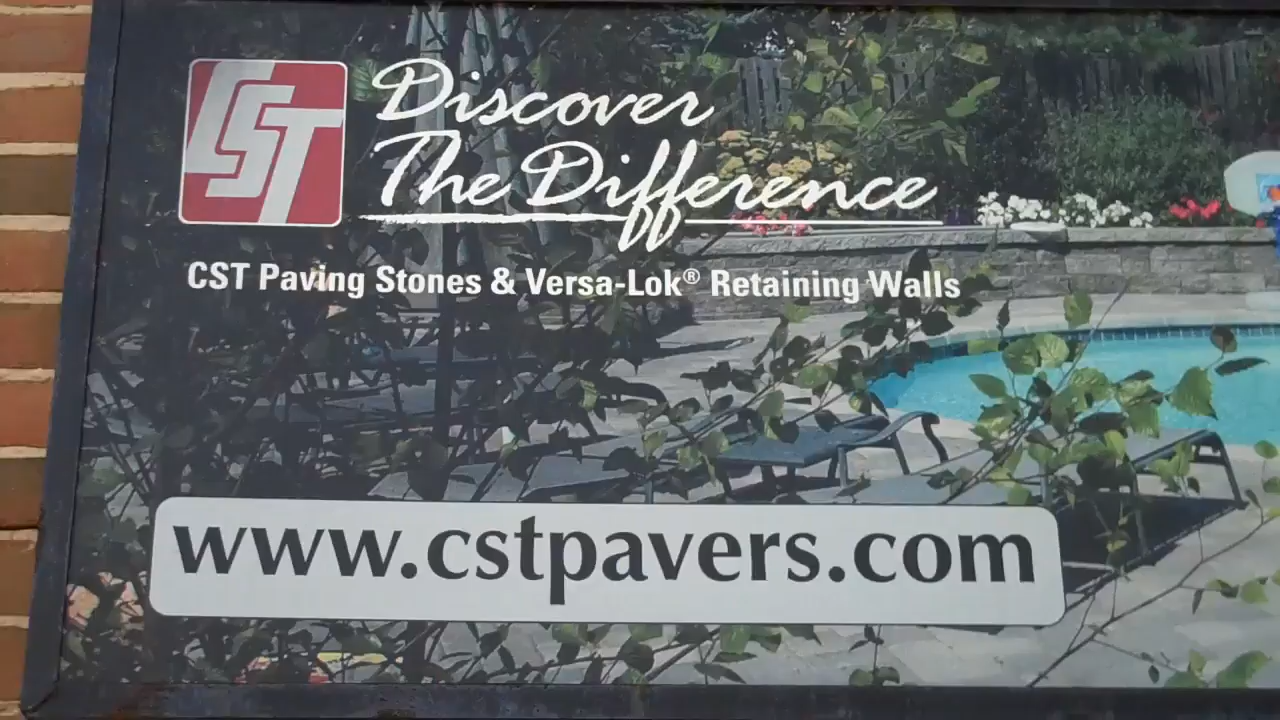 CST
Discover
The Difference
CST Paving Stones & Versa-Lok® Retaining Walls
www.cstpavers.com